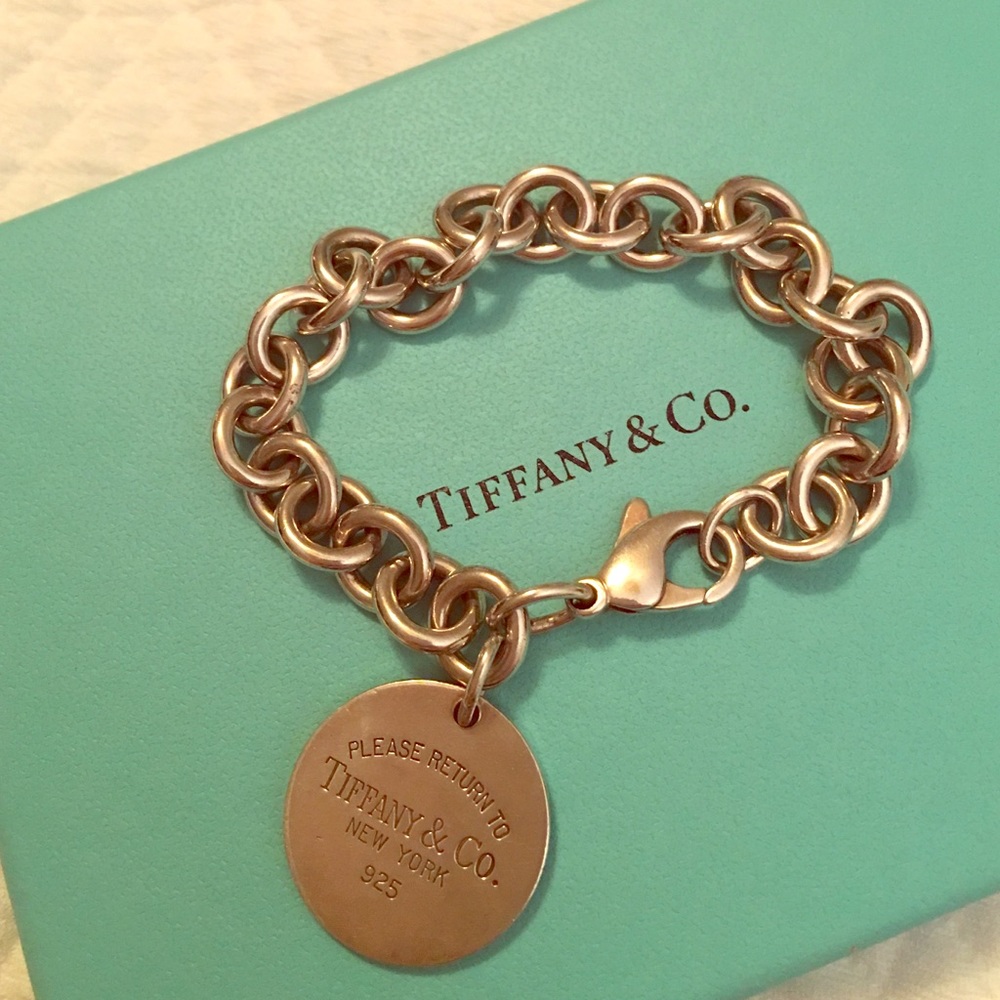 TIFFANY & CO.
PLEASE RETURN TO
TIFFANY & CO.
NEW YORK
925